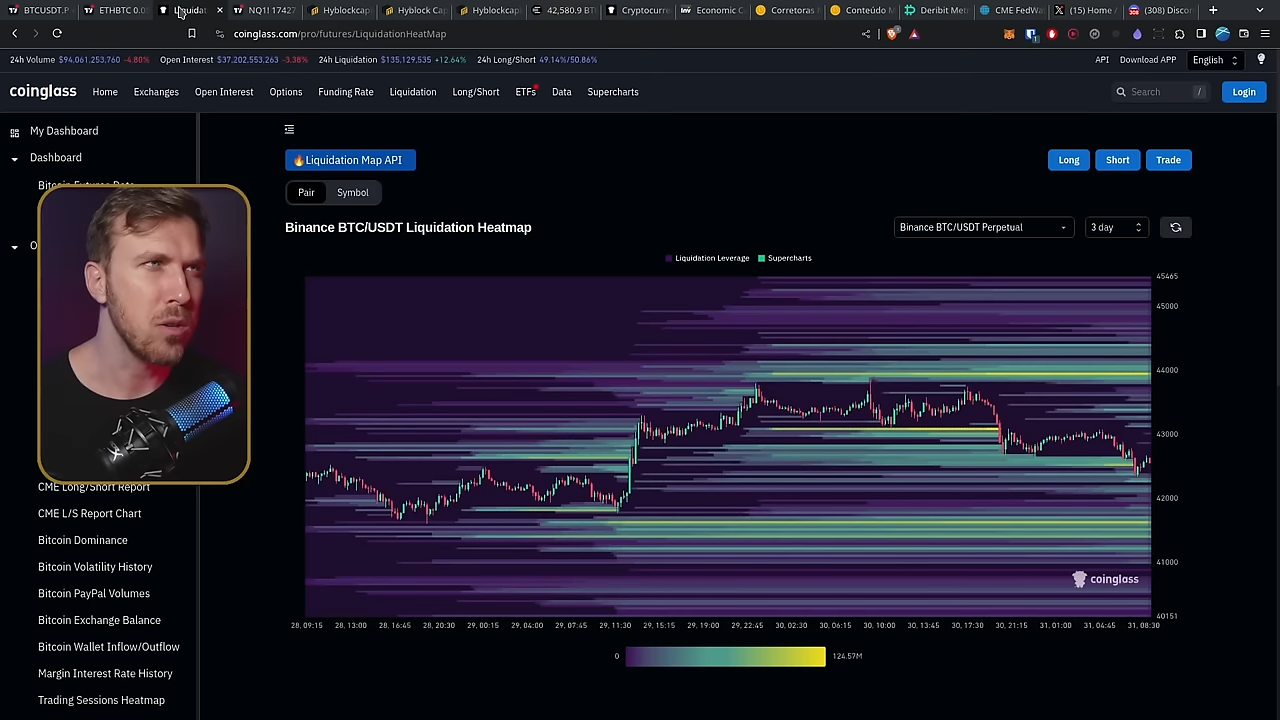 BTCUSDT.P
ETHBTC 0.0
Liquidat
NQ1! 17427
Hyblockcap
Hyblock Ca
Hyblockcap
42,580.9 BT
Cryptocurre
Economic C
Corretoras
Conteúdo M
Deribit Met
CME FedWa
(15) Home /
(308) Discor
coinglass.com/pro/futures/LiquidationHeatMap
24h Volume $94,061,253,760 -4.80% Open Interest $37,202,553,263 -3.38% 24h Liquidation $135,129,535 +12.64% 24h Long/Short 49.14%/50.86%
API Download APP English
coinglass Home Exchanges Open Interest Options Funding Rate Liquidation Long/Short ETFs Data Supercharts
Search / Login
My Dashboard
Dashboard
CME Long/Short Report
CME L/S Report Chart
Bitcoin Dominance
Bitcoin Volatility History
Bitcoin PayPal Volumes
Bitcoin Exchange Balance
Bitcoin Wallet Inflow/Outflow
Margin Interest Rate History
Trading Sessions Heatmap
🔥Liquidation Map API
Long Short Trade
Pair Symbol
Binance BTC/USDT Liquidation Heatmap
Binance BTC/USDT Perpetual 3 day
Liquidation Leverage Supercharts
45465
45000
44000
43000
42000
41000
40151
coinglass
28, 09:15 28, 13:00 28, 16:45 28, 20:30 29, 00:15 29, 04:00 29, 07:45 29, 11:30 29, 15:15 29, 19:00 29, 22:45 30, 02:30 30, 06:15 30, 10:00 30, 13:45 30, 17:30 30, 21:15 31, 01:00 31, 04:45 31, 08:30
0 124.57M